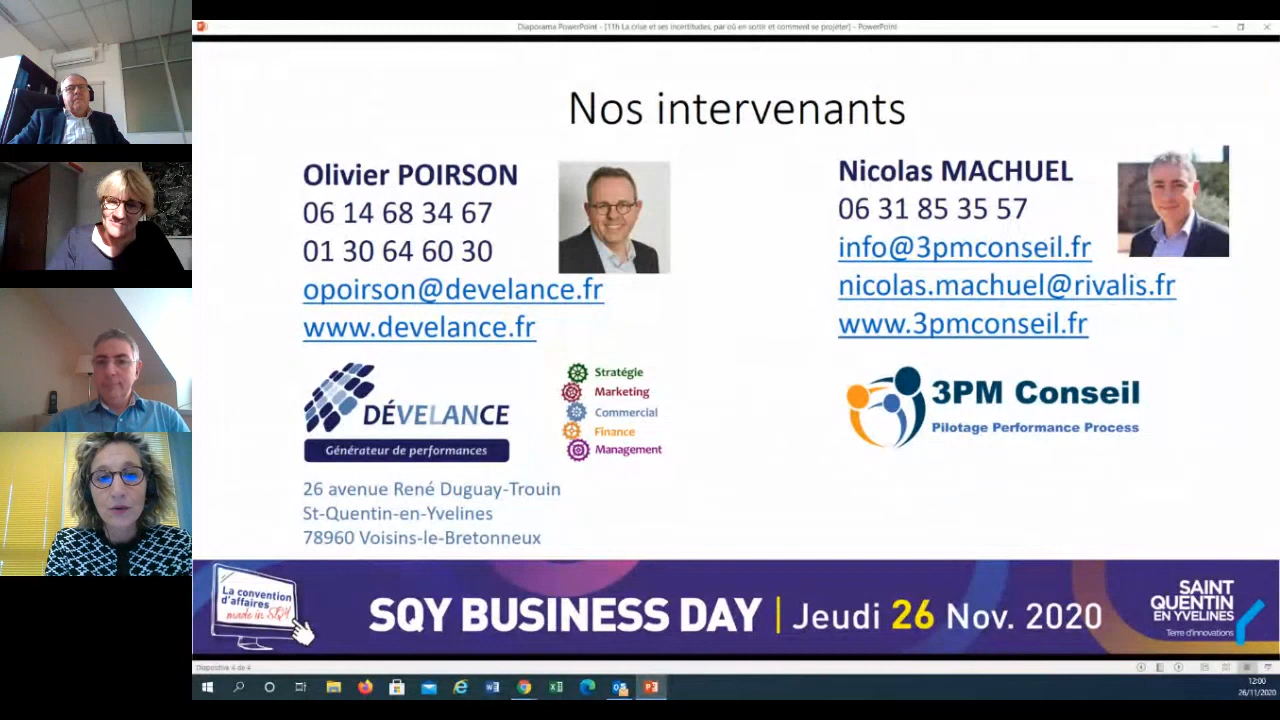 Diaporama PowerPoint - [11h La crise et ses incertitudes, par où en sortir et comment se projeter] - PowerPoint
Nos intervenants
Olivier POIRSON
06 14 68 34 67
01 30 64 60 30
opoirson@develance.fr
www.develance.fr
DÉVELANCE
Générateur de performances
Stratégie
Marketing
Commercial
Finance
Management
26 avenue René Duguay-Trouin
St-Quentin-en-Yvelines
78960 Voisins-le-Bretonneux
Nicolas MACHUEL
06 31 85 35 57
info@3pmconseil.fr
nicolas.machuel@rivalis.fr
www.3pmconseil.fr
3PM Conseil
Pilotage Performance Process
La convention
d'affaires
made in SQY
SQY BUSINESS DAY | Jeudi 26 Nov. 2020
SAINT
QUENTIN
EN YVELINES
Terre d'innovations
Diapositive 4 de 4
12:00
26/11/2020